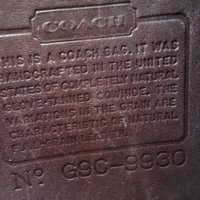 COACH
THIS IS A COACH BAG. IT WAS
HANDCRAFTED IN THE UNITED
STATES OF COMPLETELY NATURAL
GLOVE-TANNED COWHIDE. THE
VARIATIONS IN THE GRAIN ARE
CHARACTERISTIC OF NATURAL
FULL-GRAIN LEATHER.
Nº G9C-9930